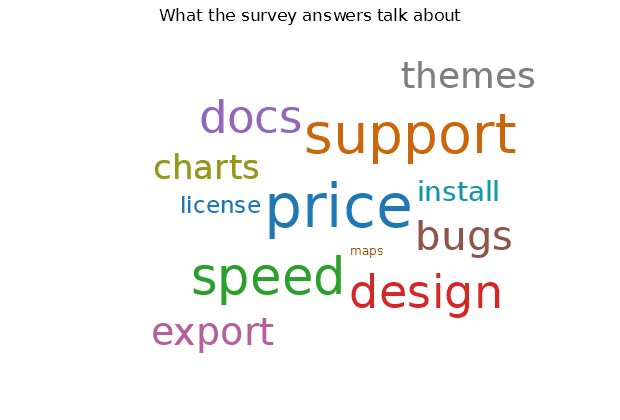 What the survey answers talk about
themes
docs
support
charts
install
license
price
bugs
maps
speed
design
export